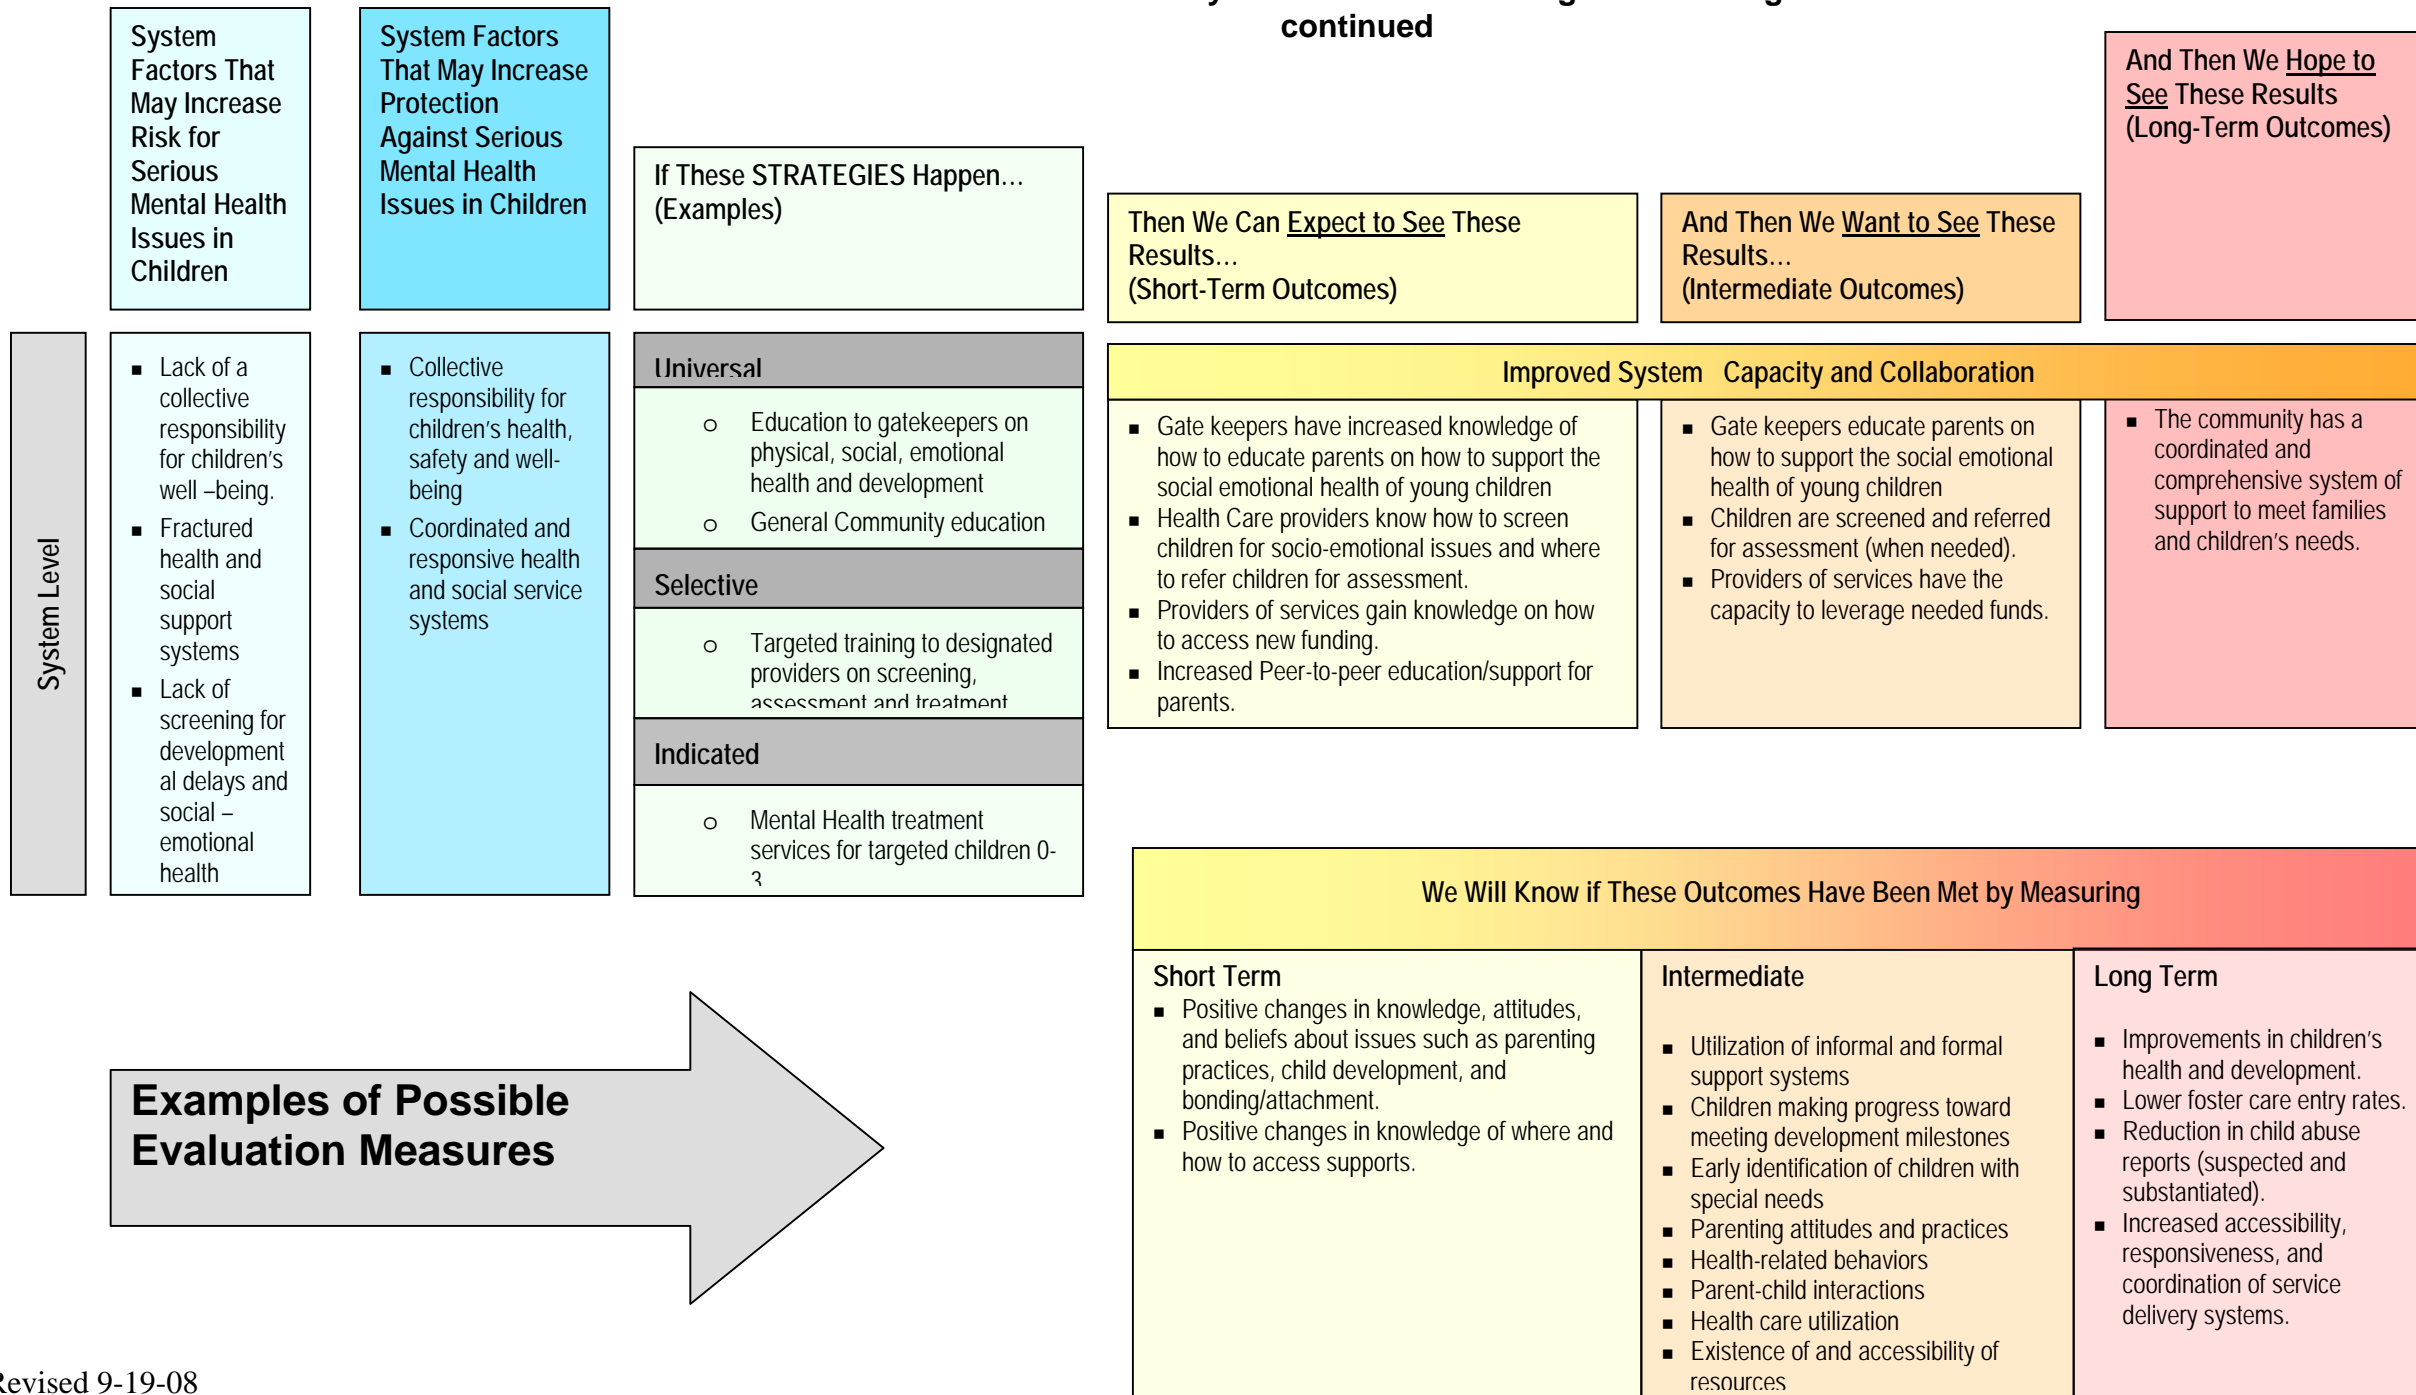 continued
System
Factors That
May Increase
Risk for
Serious
Mental Health
Issues in
Children
System Factors
That May Increase
Protection
Against Serious
Mental Health
Issues in Children
If These STRATEGIES Happen…
(Examples)
Then We Can Expect to See These
Results…
(Short-Term Outcomes)
And Then We Want to See These
Results…
(Intermediate Outcomes)
And Then We Hope to
See These Results
(Long-Term Outcomes)
System Level
▪ Lack of a
collective
responsibility
for children's
well –being.
▪ Fractured
health and
social
support
systems
▪ Lack of
screening for
development
al delays and
social –
emotional
health
▪ Collective
responsibility for
children's health,
safety and well-
being
▪ Coordinated and
responsive health
and social service
systems
Universal
o Education to gatekeepers on
physical, social, emotional
health and development
o General Community education
Selective
o Targeted training to designated
providers on screening,
assessment and treatment
Indicated
o Mental Health treatment
services for targeted children 0-
3
Improved System Capacity and Collaboration
▪ Gate keepers have increased knowledge of
how to educate parents on how to support the
social emotional health of young children
▪ Health Care providers know how to screen
children for socio-emotional issues and where
to refer children for assessment.
▪ Providers of services gain knowledge on how
to access new funding.
▪ Increased Peer-to-peer education/support for
parents.
▪ Gate keepers educate parents on
how to support the social emotional
health of young children
▪ Children are screened and referred
for assessment (when needed).
▪ Providers of services have the
capacity to leverage needed funds.
▪ The community has a
coordinated and
comprehensive system of
support to meet families
and children's needs.
Examples of Possible
Evaluation Measures
We Will Know if These Outcomes Have Been Met by Measuring
Short Term
▪ Positive changes in knowledge, attitudes,
and beliefs about issues such as parenting
practices, child development, and
bonding/attachment.
▪ Positive changes in knowledge of where and
how to access supports.
Intermediate
▪ Utilization of informal and formal
support systems
▪ Children making progress toward
meeting development milestones
▪ Early identification of children with
special needs
▪ Parenting attitudes and practices
▪ Health-related behaviors
▪ Parent-child interactions
▪ Health care utilization
▪ Existence of and accessibility of
resources
Long Term
▪ Improvements in children's
health and development.
▪ Lower foster care entry rates.
▪ Reduction in child abuse
reports (suspected and
substantiated).
▪ Increased accessibility,
responsiveness, and
coordination of service
delivery systems.
Revised 9-19-08